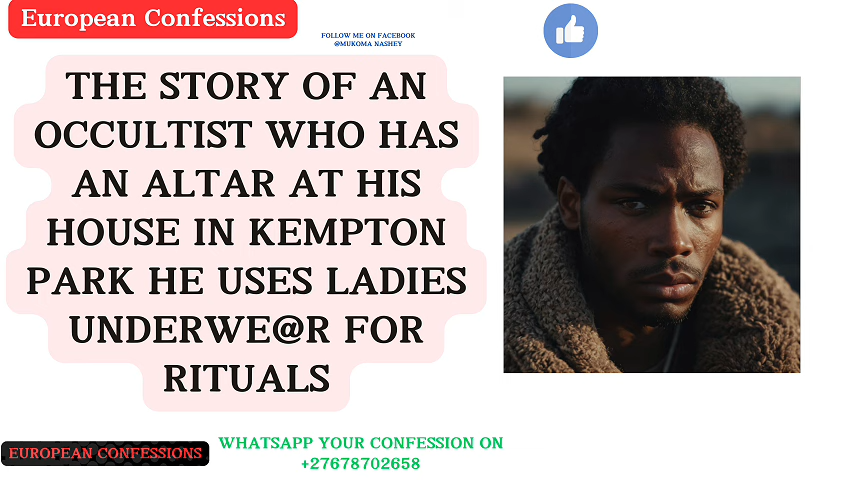 European Confessions
FOLLOW ME ON FACEBOOK
@MUKOMA NASHEY
THE STORY OF AN
OCCULTIST WHO HAS
AN ALTAR AT HIS
HOUSE IN KEMPTON
PARK HE USES LADIES
UNDERWE@R FOR
RITUALS
EUROPEAN CONFESSIONS
WHATSAPP YOUR CONFESSION ON
+27678702658